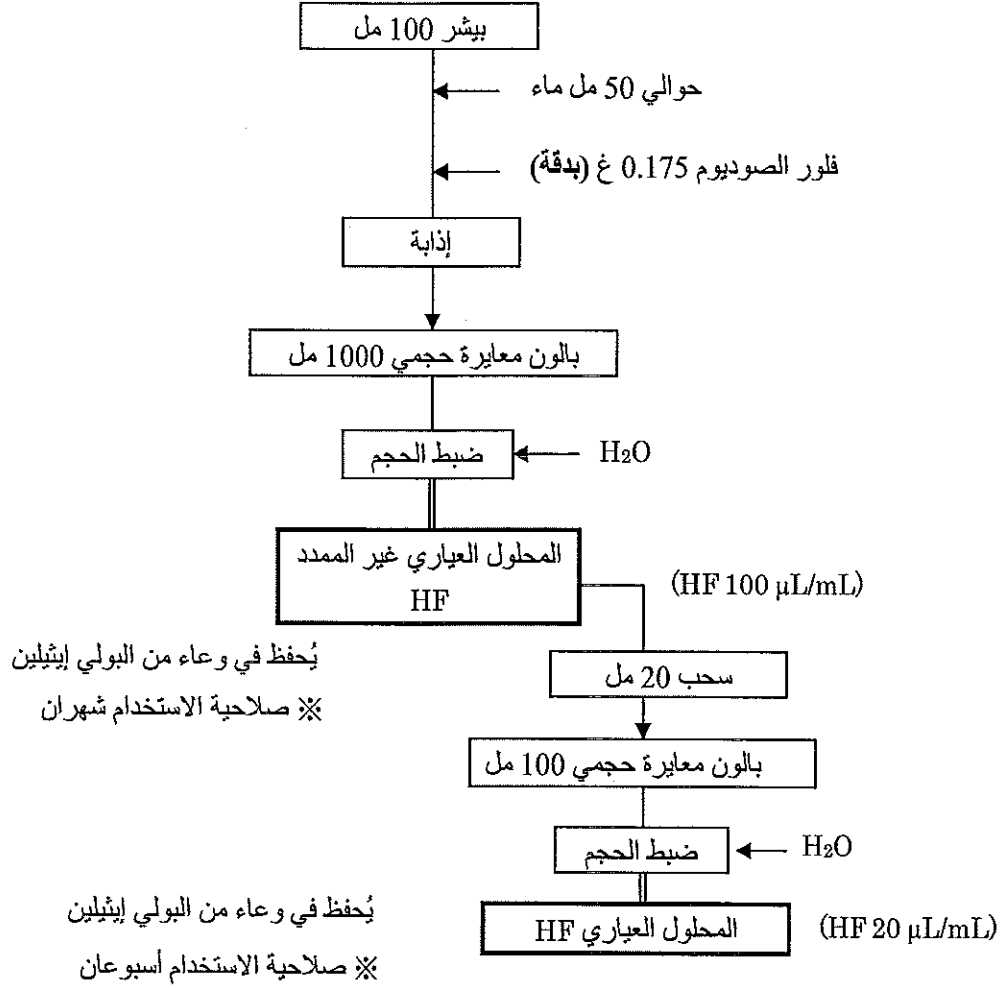 بيشر 100 مل
حوالي 50 مل ماء
فلور الصوديوم 0.175 غ (بدقة)
إذابة
بالون معايرة حجمي 1000 مل
ضبط الحجم
H₂O
المحلول العياري غير الممدد
HF
(HF 100 μL/mL)
يُحفظ في وعاء من البولي إيثيلين
※ صلاحية الاستخدام شهران
سحب 20 مل
بالون معايرة حجمي 100 مل
ضبط الحجم
H₂O
المحلول العياري HF
(HF 20 μL/mL)
يُحفظ في وعاء من البولي إيثيلين
※ صلاحية الاستخدام أسبوعان